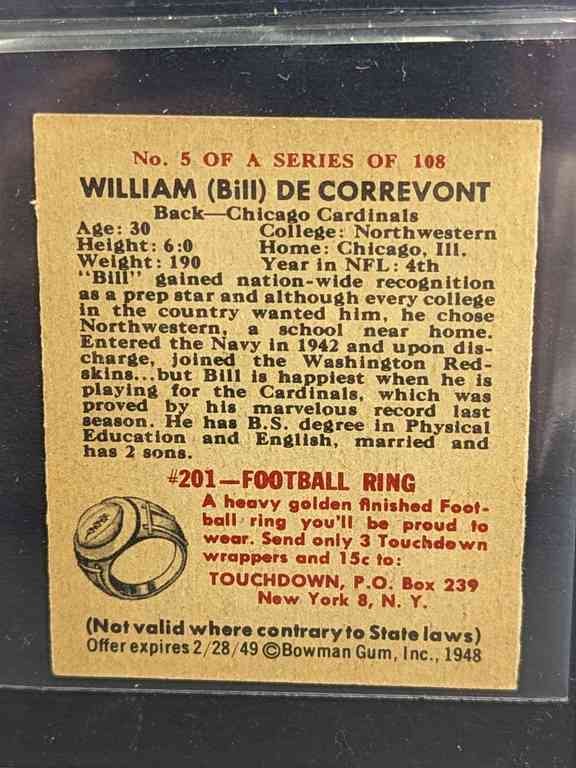 No. 5 OF A SERIES OF 108
WILLIAM (Bill) DE CORREVONT
Back—Chicago Cardinals
Age: 30 College: Northwestern
Height: 6:0 Home: Chicago, Ill.
Weight: 190 Year in NFL: 4th
"Bill" gained nation-wide recognition
as a prep star and although every college
in the country wanted him, he chose
Northwestern, a school near home.
Entered the Navy in 1942 and upon dis-
charge, joined the Washington Red-
skins...but Bill is happiest when he is
playing for the Cardinals, which was
proved by his marvelous record last
season. He has B.S. degree in Physical
Education and English, married and
has 2 sons.
#201—FOOTBALL RING
A heavy golden finished Foot-
ball ring you'll be proud to
wear. Send only 3 Touchdown
wrappers and 15c to:
TOUCHDOWN, P.O. Box 239
New York 8, N. Y.
(Not valid where contrary to State laws)
Offer expires 2/28/49 ©Bowman Gum, Inc., 1948